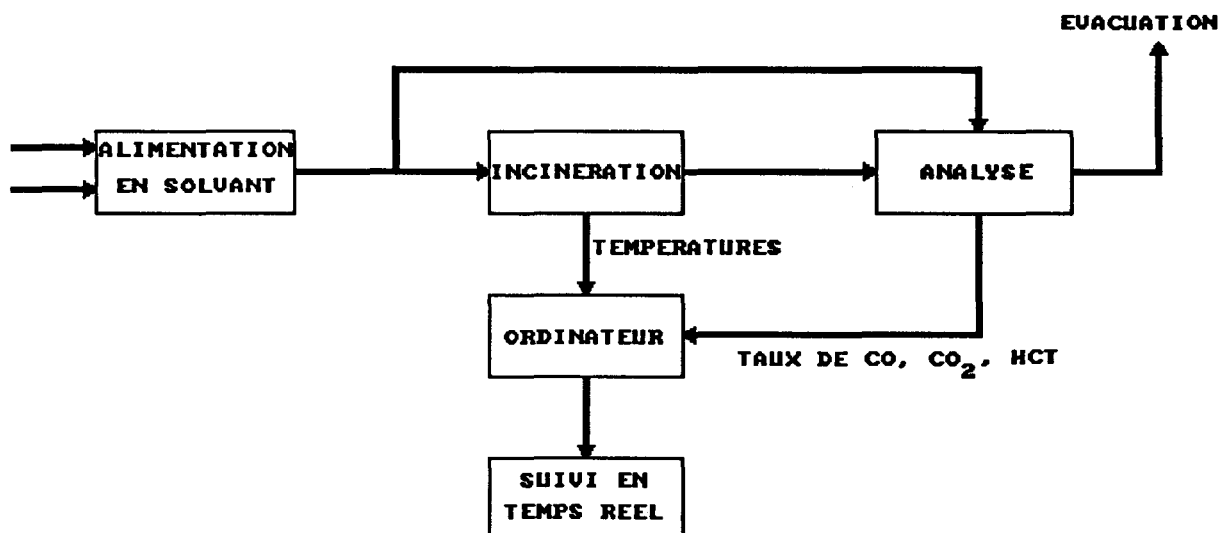 EVACUATION
ALIMENTATION
EN SOLVANT
INCINERATION
ANALYSE
TEMPERATURES
ORDINATEUR
TAUX DE CO, CO₂, HCT
SUIVI EN
TEMPS REEL